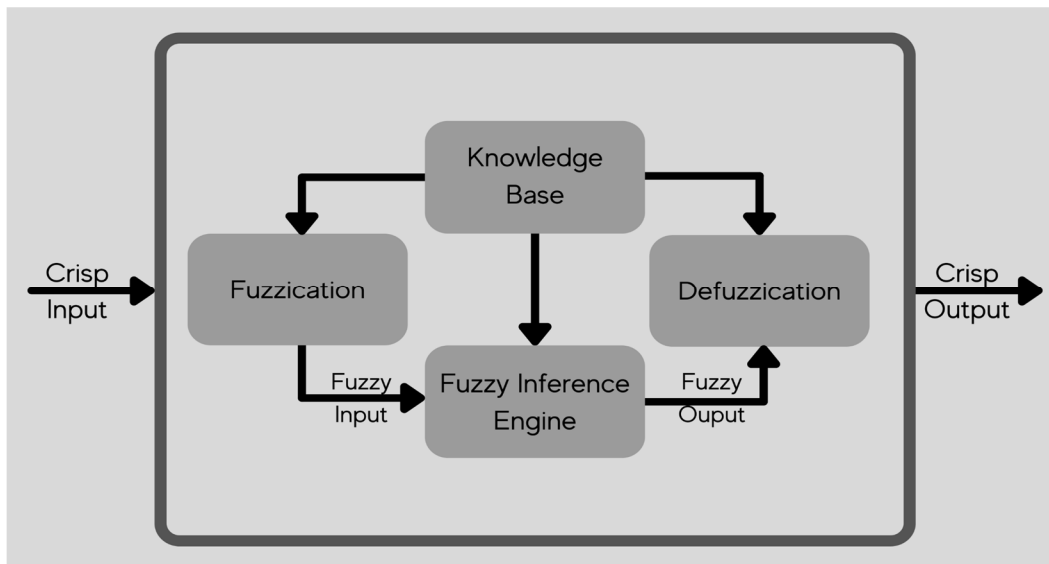 Knowledge
Base
Crisp
Input
Fuzzication
Defuzzication
Crisp
Output
Fuzzy
Input
Fuzzy Inference
Engine
Fuzzy
Ouput